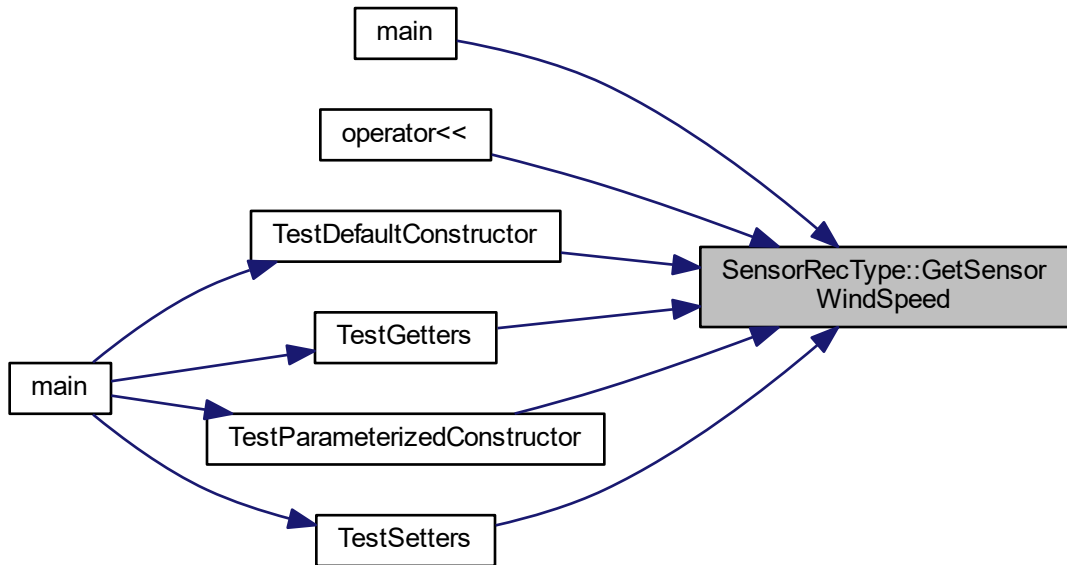 main
operator<<
TestDefaultConstructor
SensorRecType::GetSensor
WindSpeed
TestGetters
main
TestParameterizedConstructor
TestSetters